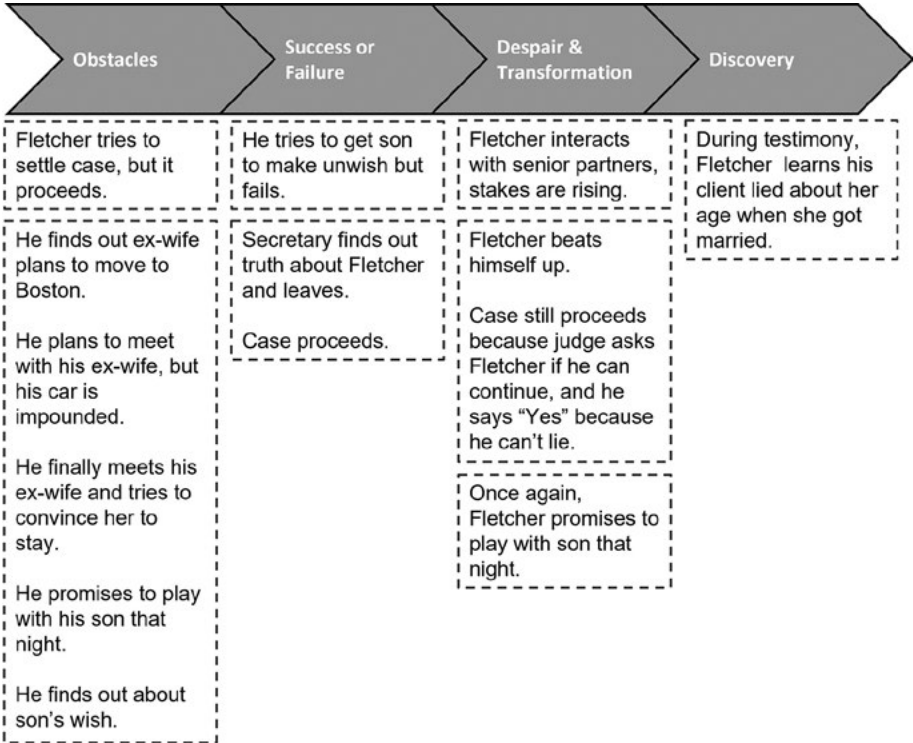 Obstacles
Success or
Failure
Despair &
Transformation
Discovery
Fletcher tries to
settle case, but it
proceeds.
He finds out ex-wife
plans to move to
Boston.
He plans to meet
with his ex-wife, but
his car is
impounded.
He finally meets his
ex-wife and tries to
convince her to
stay.
He promises to play
with his son that
night.
He finds out about
son's wish.
He tries to get son
to make unwish but
fails.
Secretary finds out
truth about Fletcher
and leaves.
Case proceeds.
Fletcher interacts
with senior partners,
stakes are rising.
Fletcher beats
himself up.
Case still proceeds
because judge asks
Fletcher if he can
continue, and he
says “Yes” because
he can't lie.
Once again,
Fletcher promises to
play with son that
night.
During testimony,
Fletcher learns his
client lied about her
age when she got
married.